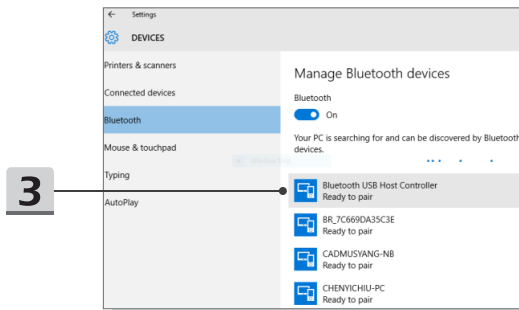 Settings
DEVICES
Printers & scanners
Connected devices
Bluetooth
Mouse & touchpad
Typing
AutoPlay
Manage Bluetooth devices
Bluetooth
On
Your PC is searching for and can be discovered by Bluetooth
devices.
3
Bluetooth USB Host Controller
Ready to pair
BR_7C669DA35C3E
Ready to pair
CADMUSYANG-NB
Ready to pair
CHENYICHIU-PC
Ready to pair